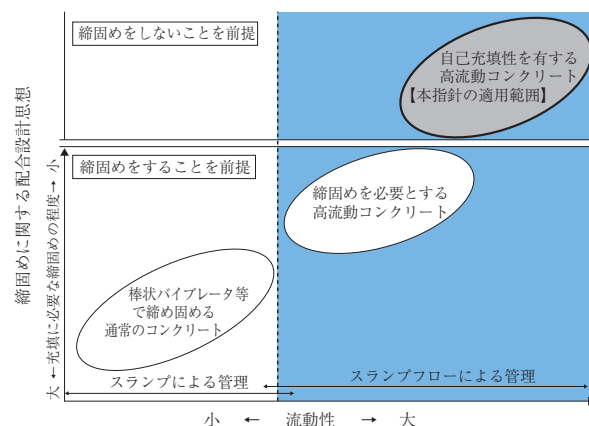 締固めをしないことを前提
自己充填性を有する
高流動コンクリート
【本指針の適用範囲】
締固めに関する配合設計思想
大 ←充填に必要な締固めの程度→ 小
締固めをすることを前提
締固めを必要とする
高流動コンクリート
棒状バイブレータ等
で締め固める
通常のコンクリート
スランプによる管理
スランプフローによる管理
小 ← 流動性 → 大